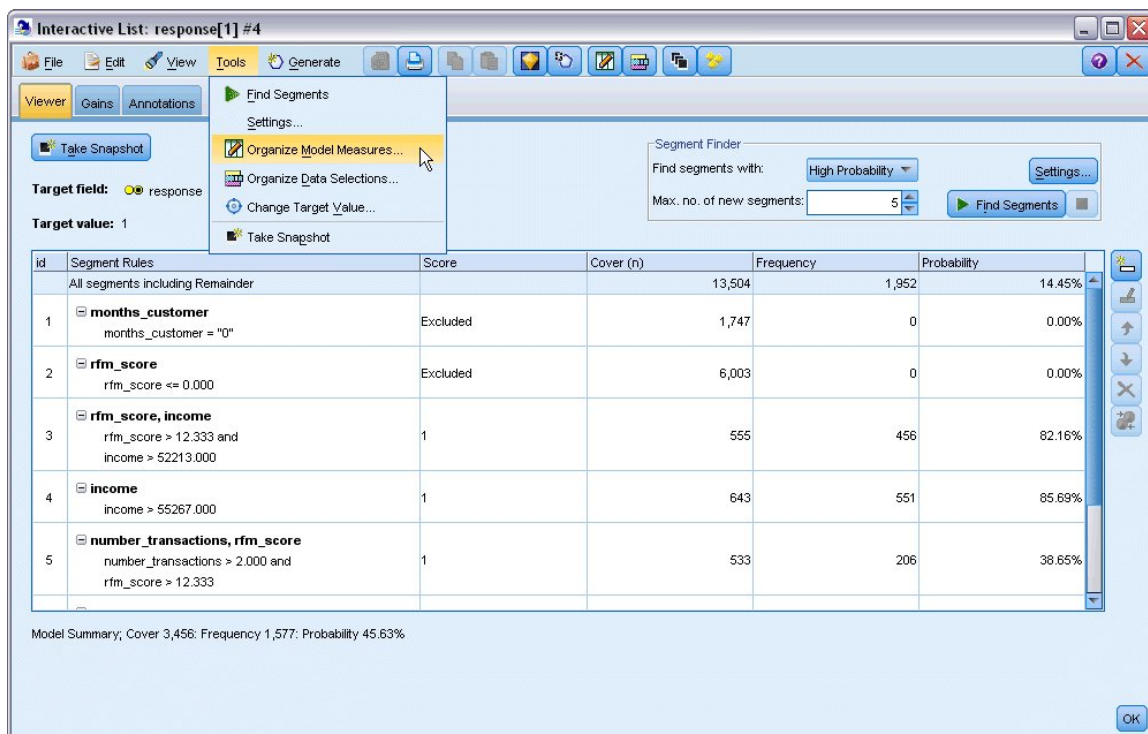 Interactive List: response[1] #4
File Edit View Tools Generate
Viewer Gains Annotations
Find Segments
Settings...
Organize Model Measures...
Organize Data Selections...
Change Target Value...
Take Snapshot
Take Snapshot
Target field: response
Target value: 1
Segment Finder
Find segments with: High Probability Settings...
Max. no. of new segments: 5 Find Segments
id Segment Rules Score Cover (n) Frequency Probability
All segments including Remainder 13,504 1,952 14.45%
1 months_customer Excluded 1,747 0 0.00%
months_customer = "0"
2 rfm_score Excluded 6,003 0 0.00%
rfm_score <= 0.000
3 rfm_score, income 1 555 456 82.16%
rfm_score > 12.333 and
income > 52213.000
4 income 1 643 551 85.69%
income > 55267.000
5 number_transactions, rfm_score 1 533 206 38.65%
number_transactions > 2.000 and
rfm_score > 12.333
Model Summary; Cover 3,456: Frequency 1,577: Probability 45.63%
OK